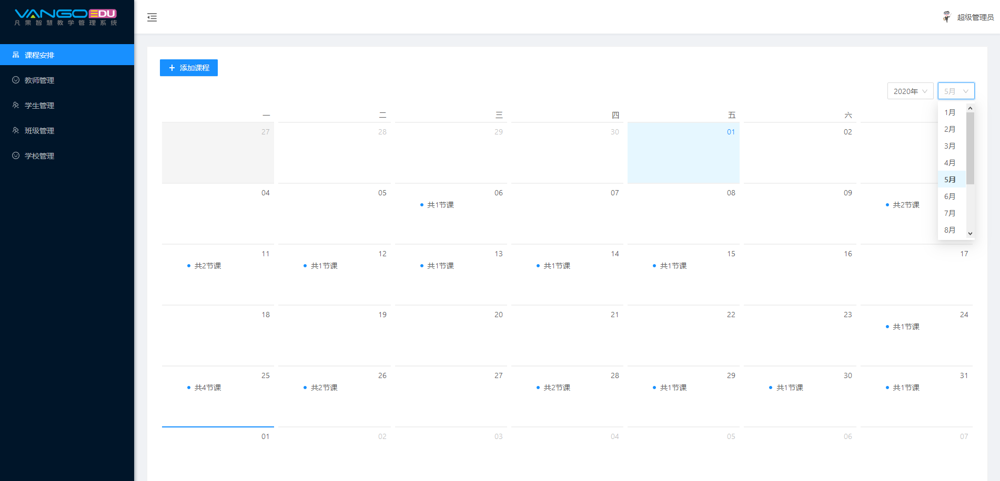 VANGOEDU
凡果智慧教学管理系统
超级管理员
课程安排
教师管理
学生管理
班级管理
学校管理
添加课程
2020年 5月
1月
2月
3月
4月
5月
6月
7月
8月
一 二 三 四 五 六
27 28 29 30 01 02
04 05 06 07 08 09
共1节课 共2节课
11 12 13 14 15 16 17
共2节课 共1节课 共1节课 共1节课 共1节课
18 19 20 21 22 23 24
共1节课
25 26 27 28 29 30 31
共4节课 共2节课 共2节课 共1节课 共1节课 共1节课
01 02 03 04 05 06 07